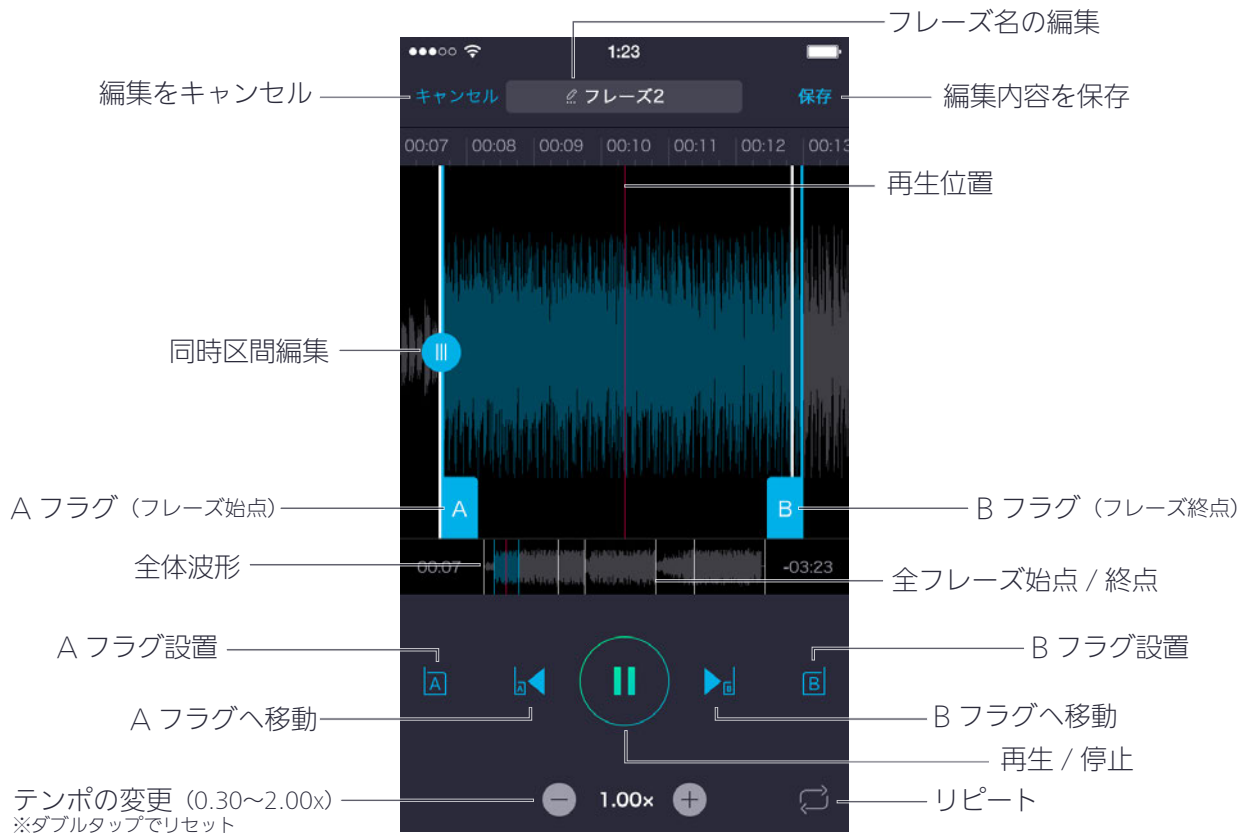 フレーズ名の編集
1:23
編集をキャンセル
キャンセル
フレーズ2
保存
編集内容を保存
00:07 00:08 00:09 00:10 00:11 00:12 00:13
再生位置
同時区間編集
A フラグ（フレーズ始点）
A
B
B フラグ（フレーズ終点）
全体波形
00:07
-03:23
全フレーズ始点 / 終点
A フラグ設置
B フラグ設置
A
A
B
B
A フラグへ移動
B フラグへ移動
再生 / 停止
テンポの変更（0.30〜2.00x）
1.00×
リピート
※ダブルタップでリセット